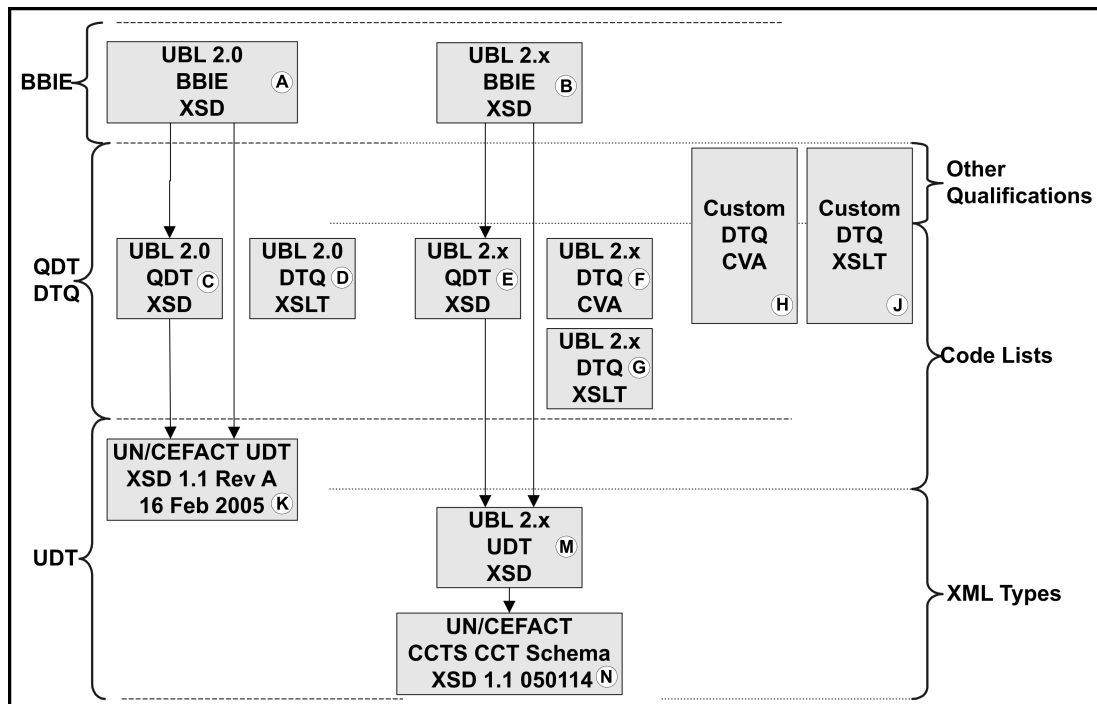 BBIE
UBL 2.0
BBIE
XSD
A
UBL 2.x
BBIE
XSD
B
QDT
DTQ
UBL 2.0
QDT
XSD
C
UBL 2.0
DTQ
XSLT
D
UBL 2.x
QDT
XSD
E
UBL 2.x
DTQ
CVA
F
UBL 2.x
DTQ
XSLT
G
Custom
DTQ
CVA
H
Custom
DTQ
XSLT
J
Other
Qualifications
Code Lists
UDT
UN/CEFACT UDT
XSD 1.1 Rev A
16 Feb 2005
K
UBL 2.x
UDT
XSD
M
UN/CEFACT
CCTS CCT Schema
XSD 1.1 050114
N
XML Types